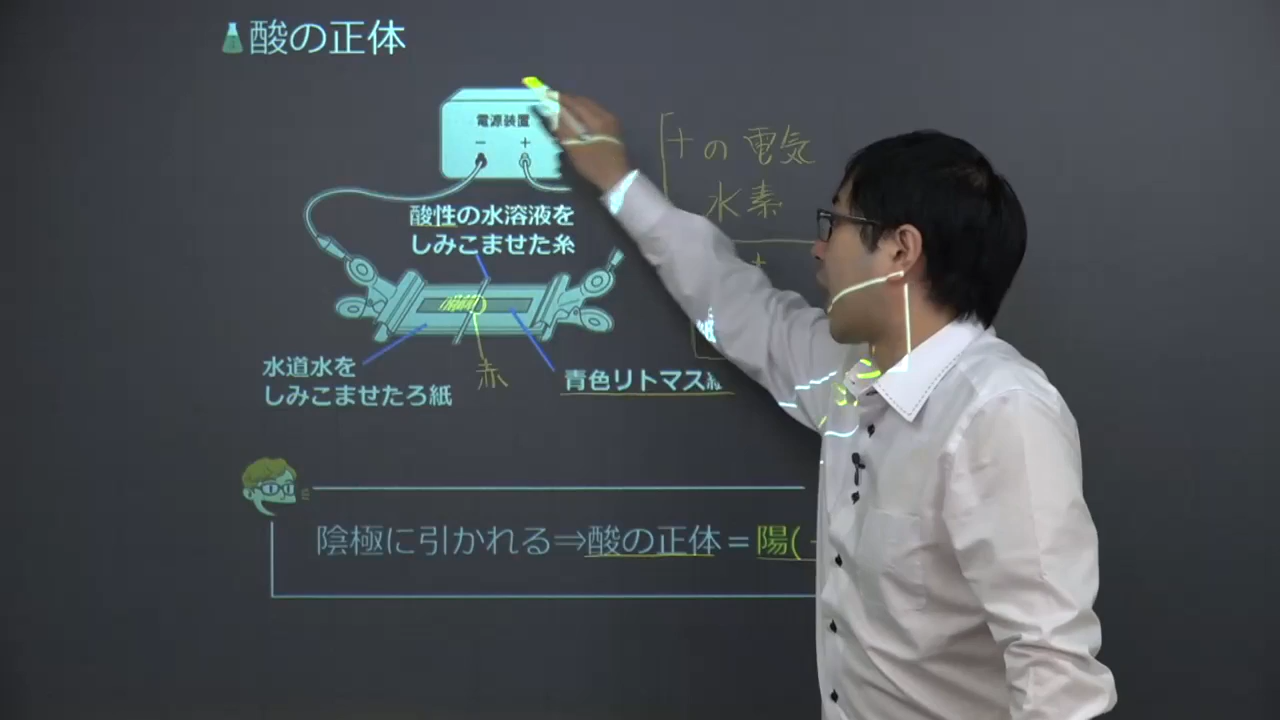 酸の正体
電源装置
− +
+の電気
水素
酸性の水溶液を
しみこませた糸
+
水道水を
しみこませたろ紙
赤
青色リトマス
陰極に引かれる⇒酸の正体=陽(